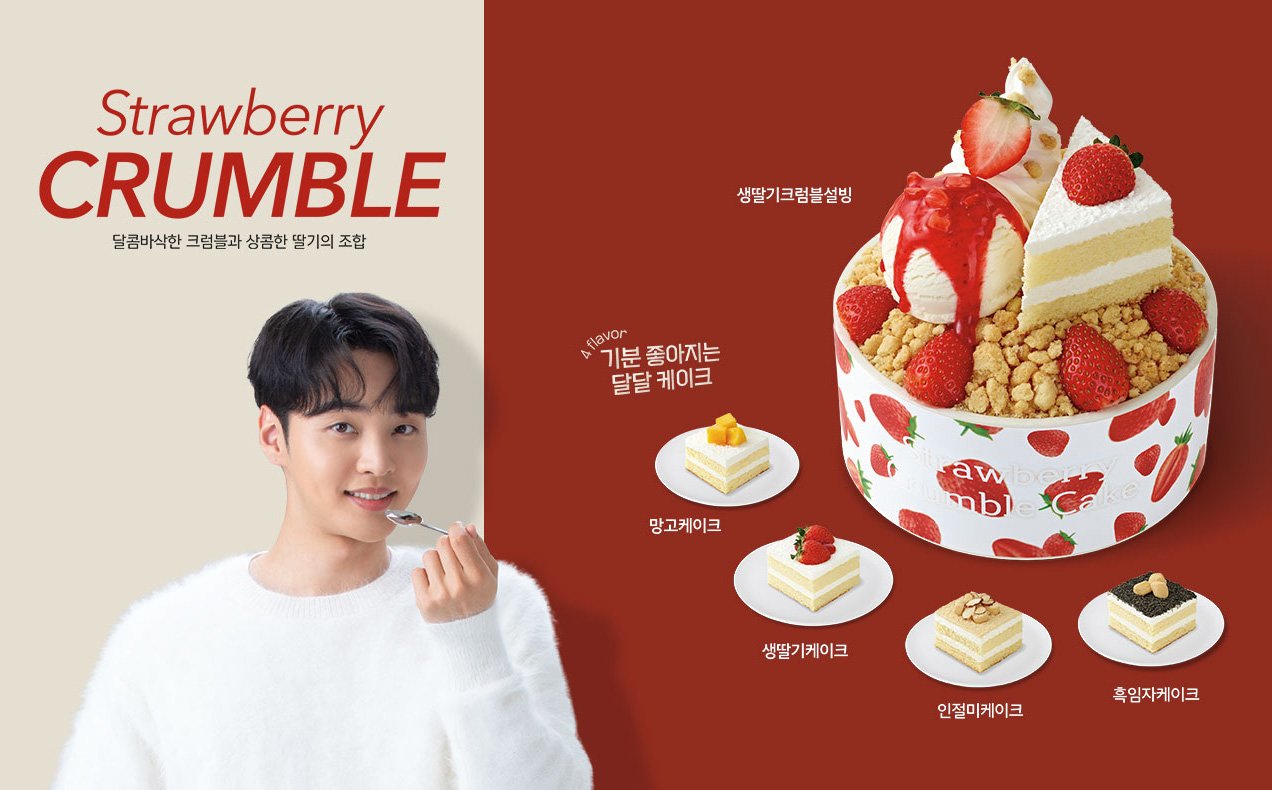 Strawberry
CRUMBLE
달콤바삭한 크럼블과 상콤한 딸기의 조합
생딸기크럼블설빙
4 flavor
기분 좋아지는
달달 케이크
Strawberry
Crumble Cake
망고케이크
생딸기케이크
인절미케이크
흑임자케이크